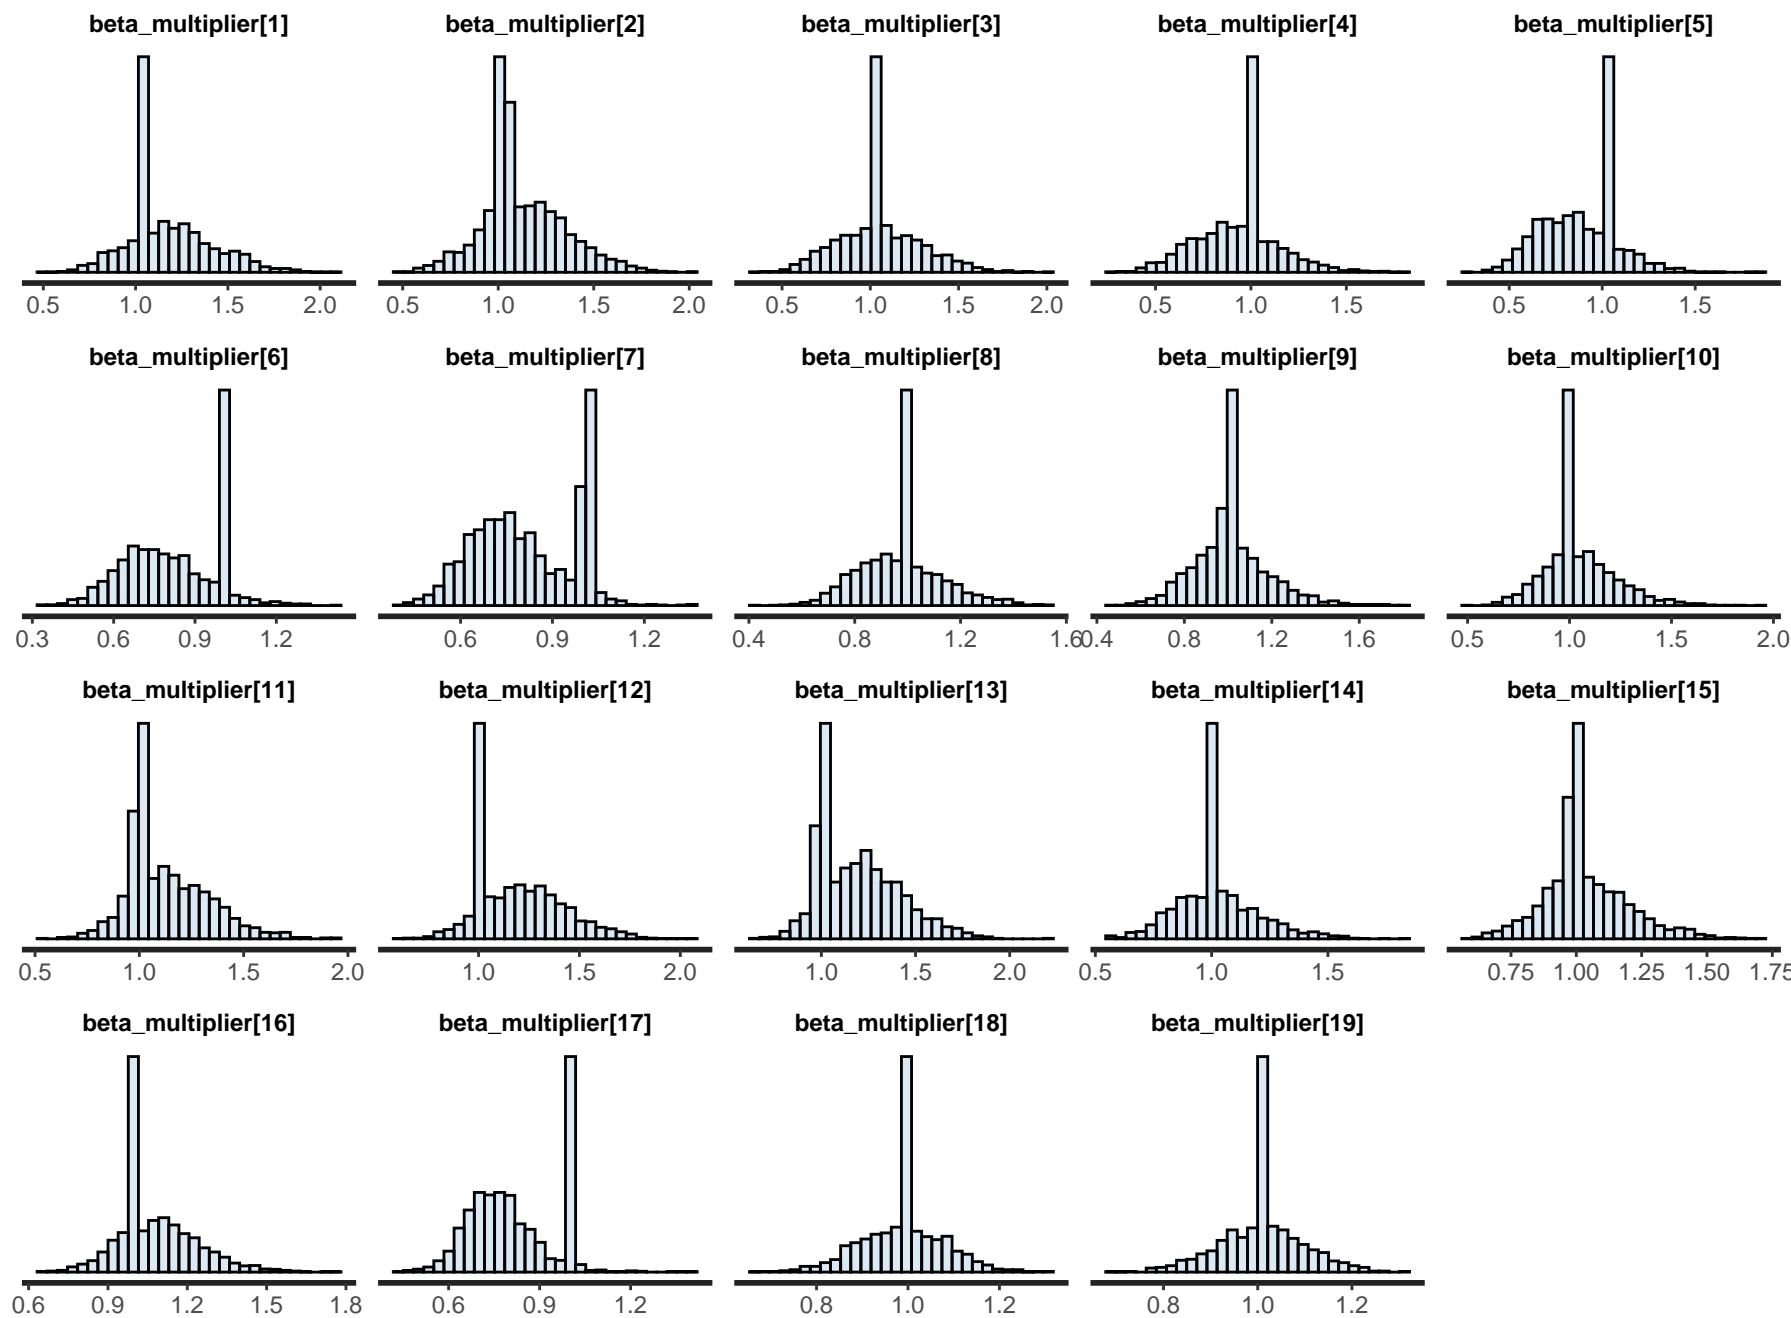 beta_multiplier[1] beta_multiplier[2] beta_multiplier[3] beta_multiplier[4] beta_multiplier[5]
0.5 1.0 1.5 2.0 0.5 1.0 1.5 2.0 0.5 1.0 1.5 2.0 0.5 1.0 1.5 0.5 1.0 1.5
beta_multiplier[6] beta_multiplier[7] beta_multiplier[8] beta_multiplier[9] beta_multiplier[10]
0.3 0.6 0.9 1.2 0.6 0.9 1.2 0.4 0.8 1.2 1.6 0.4 0.8 1.2 1.6 0.5 1.0 1.5 2.0
beta_multiplier[11] beta_multiplier[12] beta_multiplier[13] beta_multiplier[14] beta_multiplier[15]
0.5 1.0 1.5 2.0 1.0 1.5 2.0 1.0 1.5 2.0 0.5 1.0 1.5 0.75 1.00 1.25 1.50 1.75
beta_multiplier[16] beta_multiplier[17] beta_multiplier[18] beta_multiplier[19]
0.6 0.9 1.2 1.5 1.8 0.6 0.9 1.2 0.8 1.0 1.2 0.8 1.0 1.2